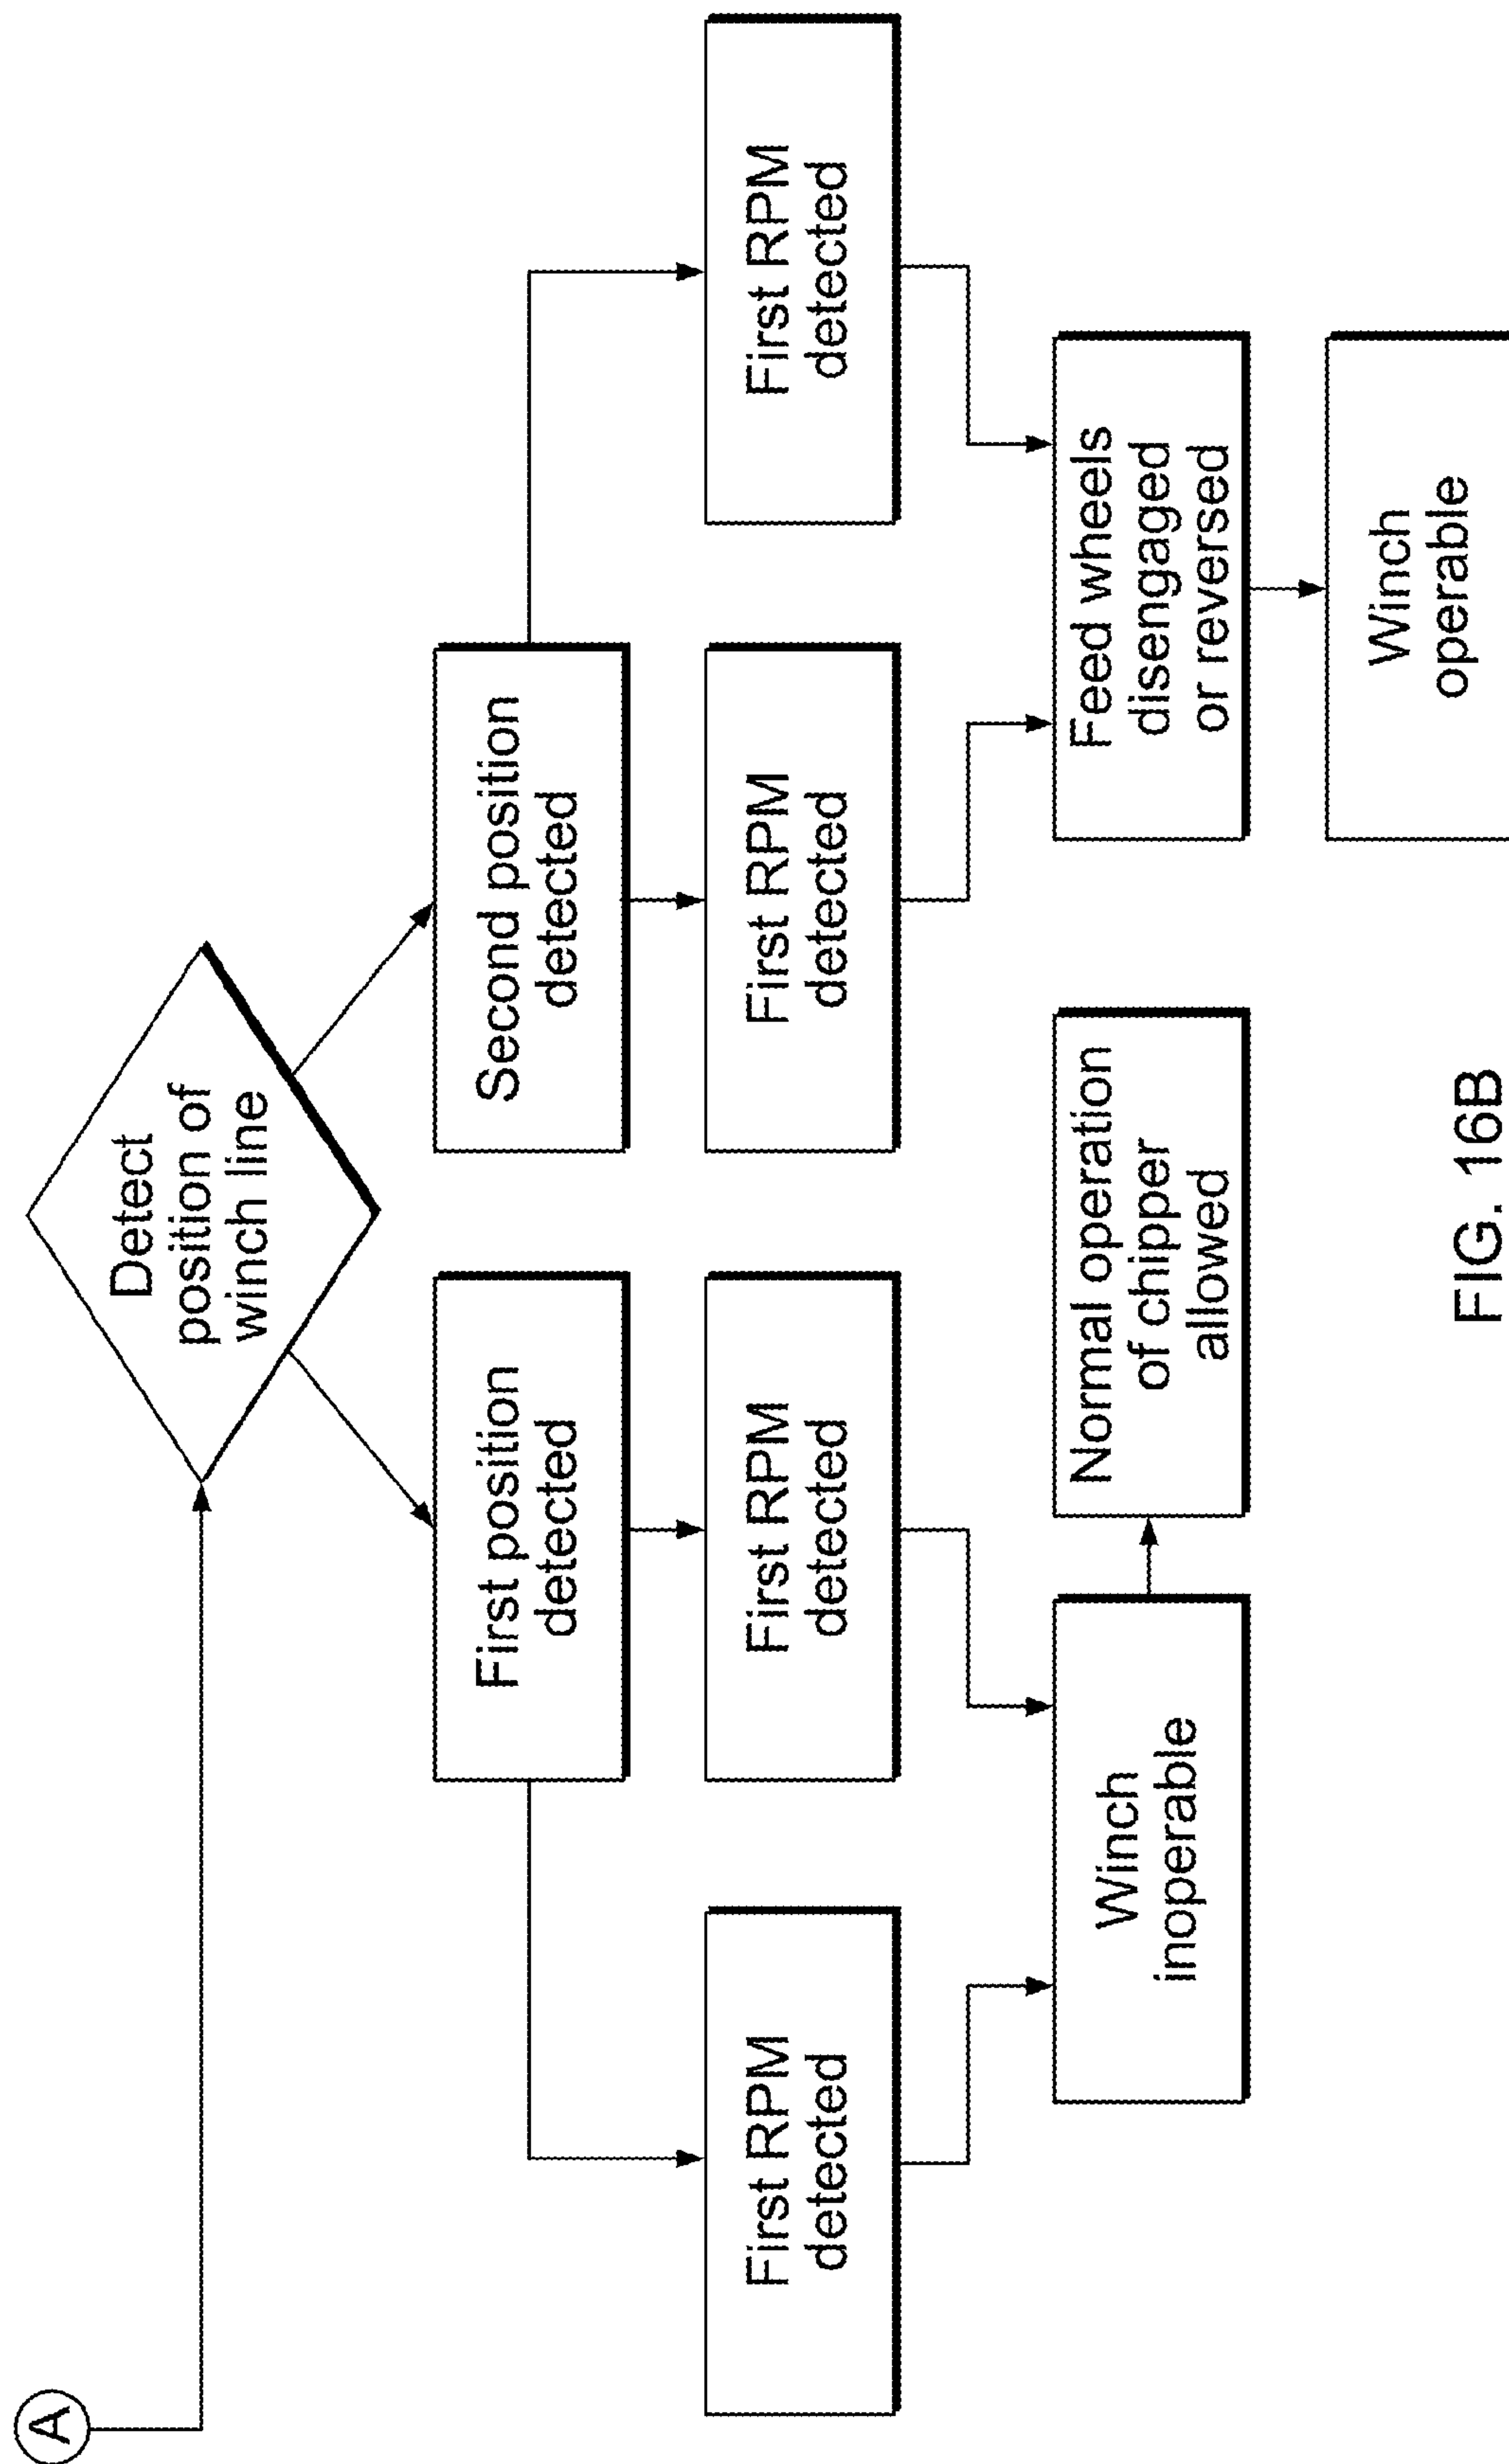 A
Detect
position of
winch line
First position
detected
Second position
detected
First RPM
detected
First RPM
detected
First RPM
detected
First RPM
detected
Winch
inoperable
Normal operation
of chipper
allowed
Feed wheels
disengaged
or reversed
Winch
operable
FIG. 16B